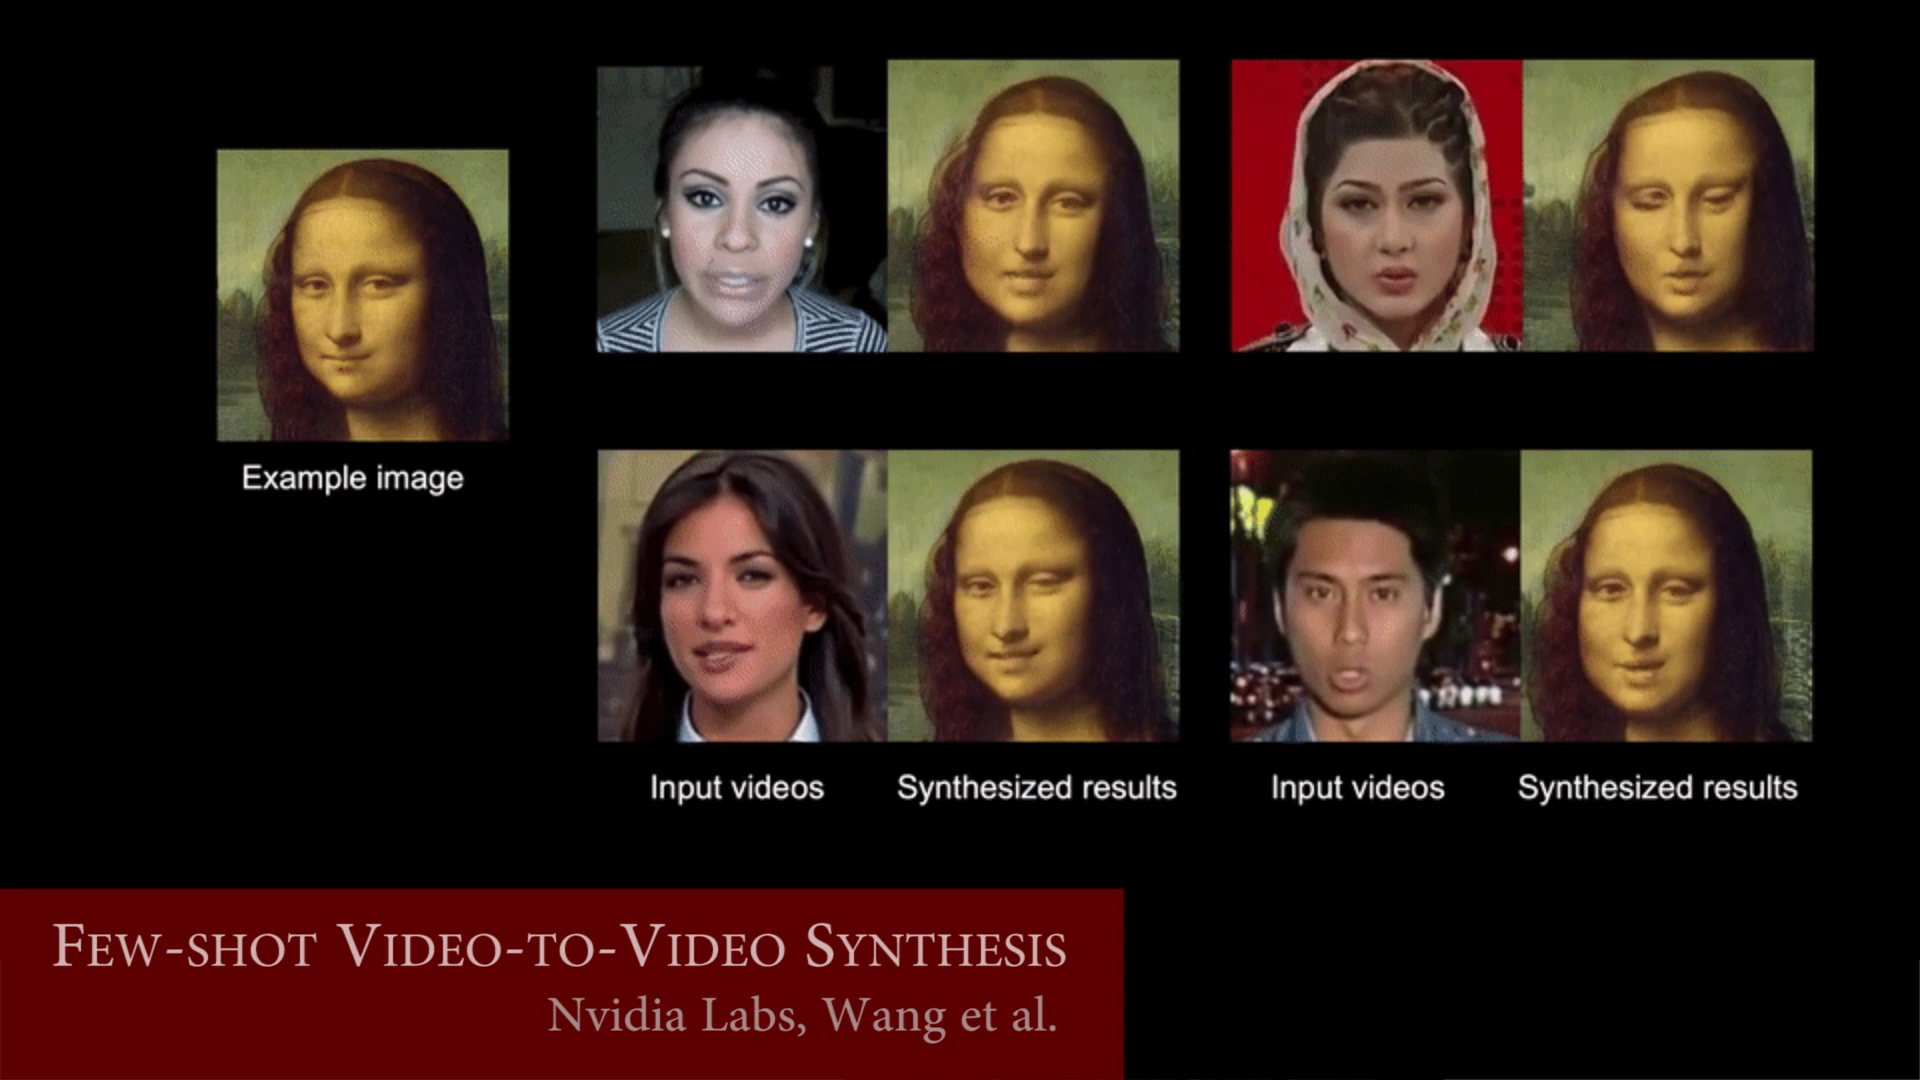 Example image
Input videos
Synthesized results
Input videos
Synthesized results
Few-shot Video-to-Video Synthesis
Nvidia Labs, Wang et al.